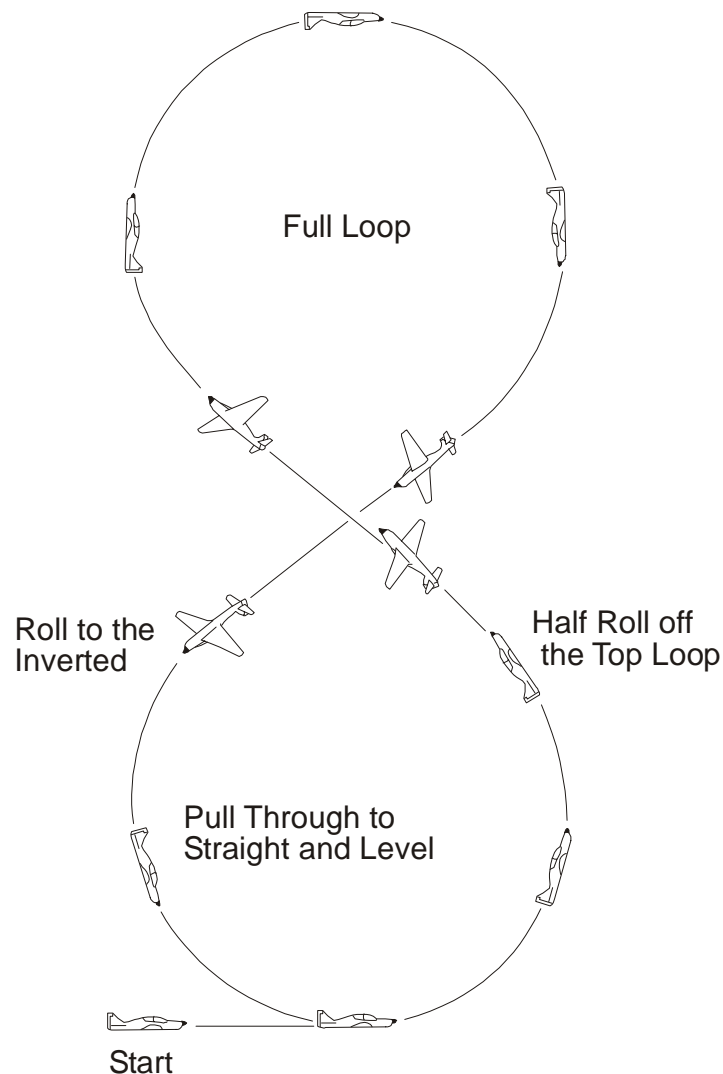 Full Loop
Roll to the
Inverted
Half Roll off
the Top Loop
Pull Through to
Straight and Level
Start